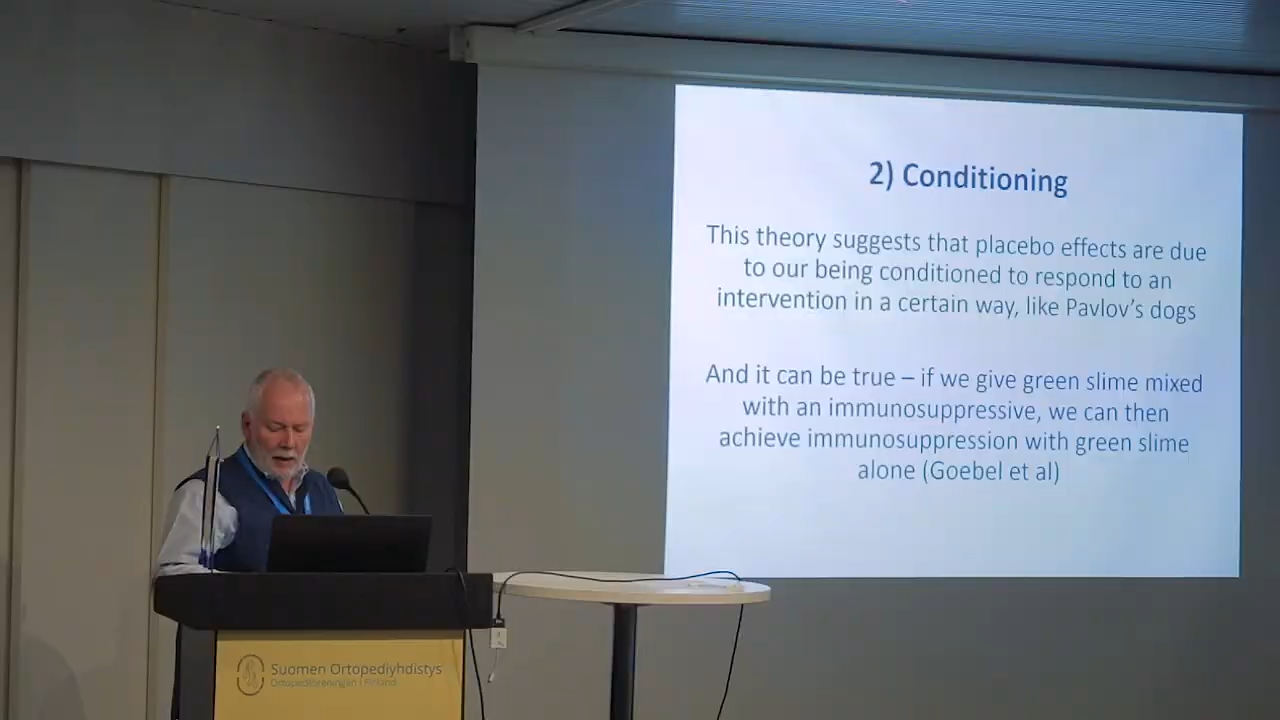 2) Conditioning
This theory suggests that placebo effects are due
to our being conditioned to respond to an
intervention in a certain way, like Pavlov's dogs
And it can be true – if we give green slime mixed
with an immunosuppressive, we can then
achieve immunosuppression with green slime
alone (Goebel et al)
Suomen Ortopediyhdistys
Ortopedföreningen i Finland